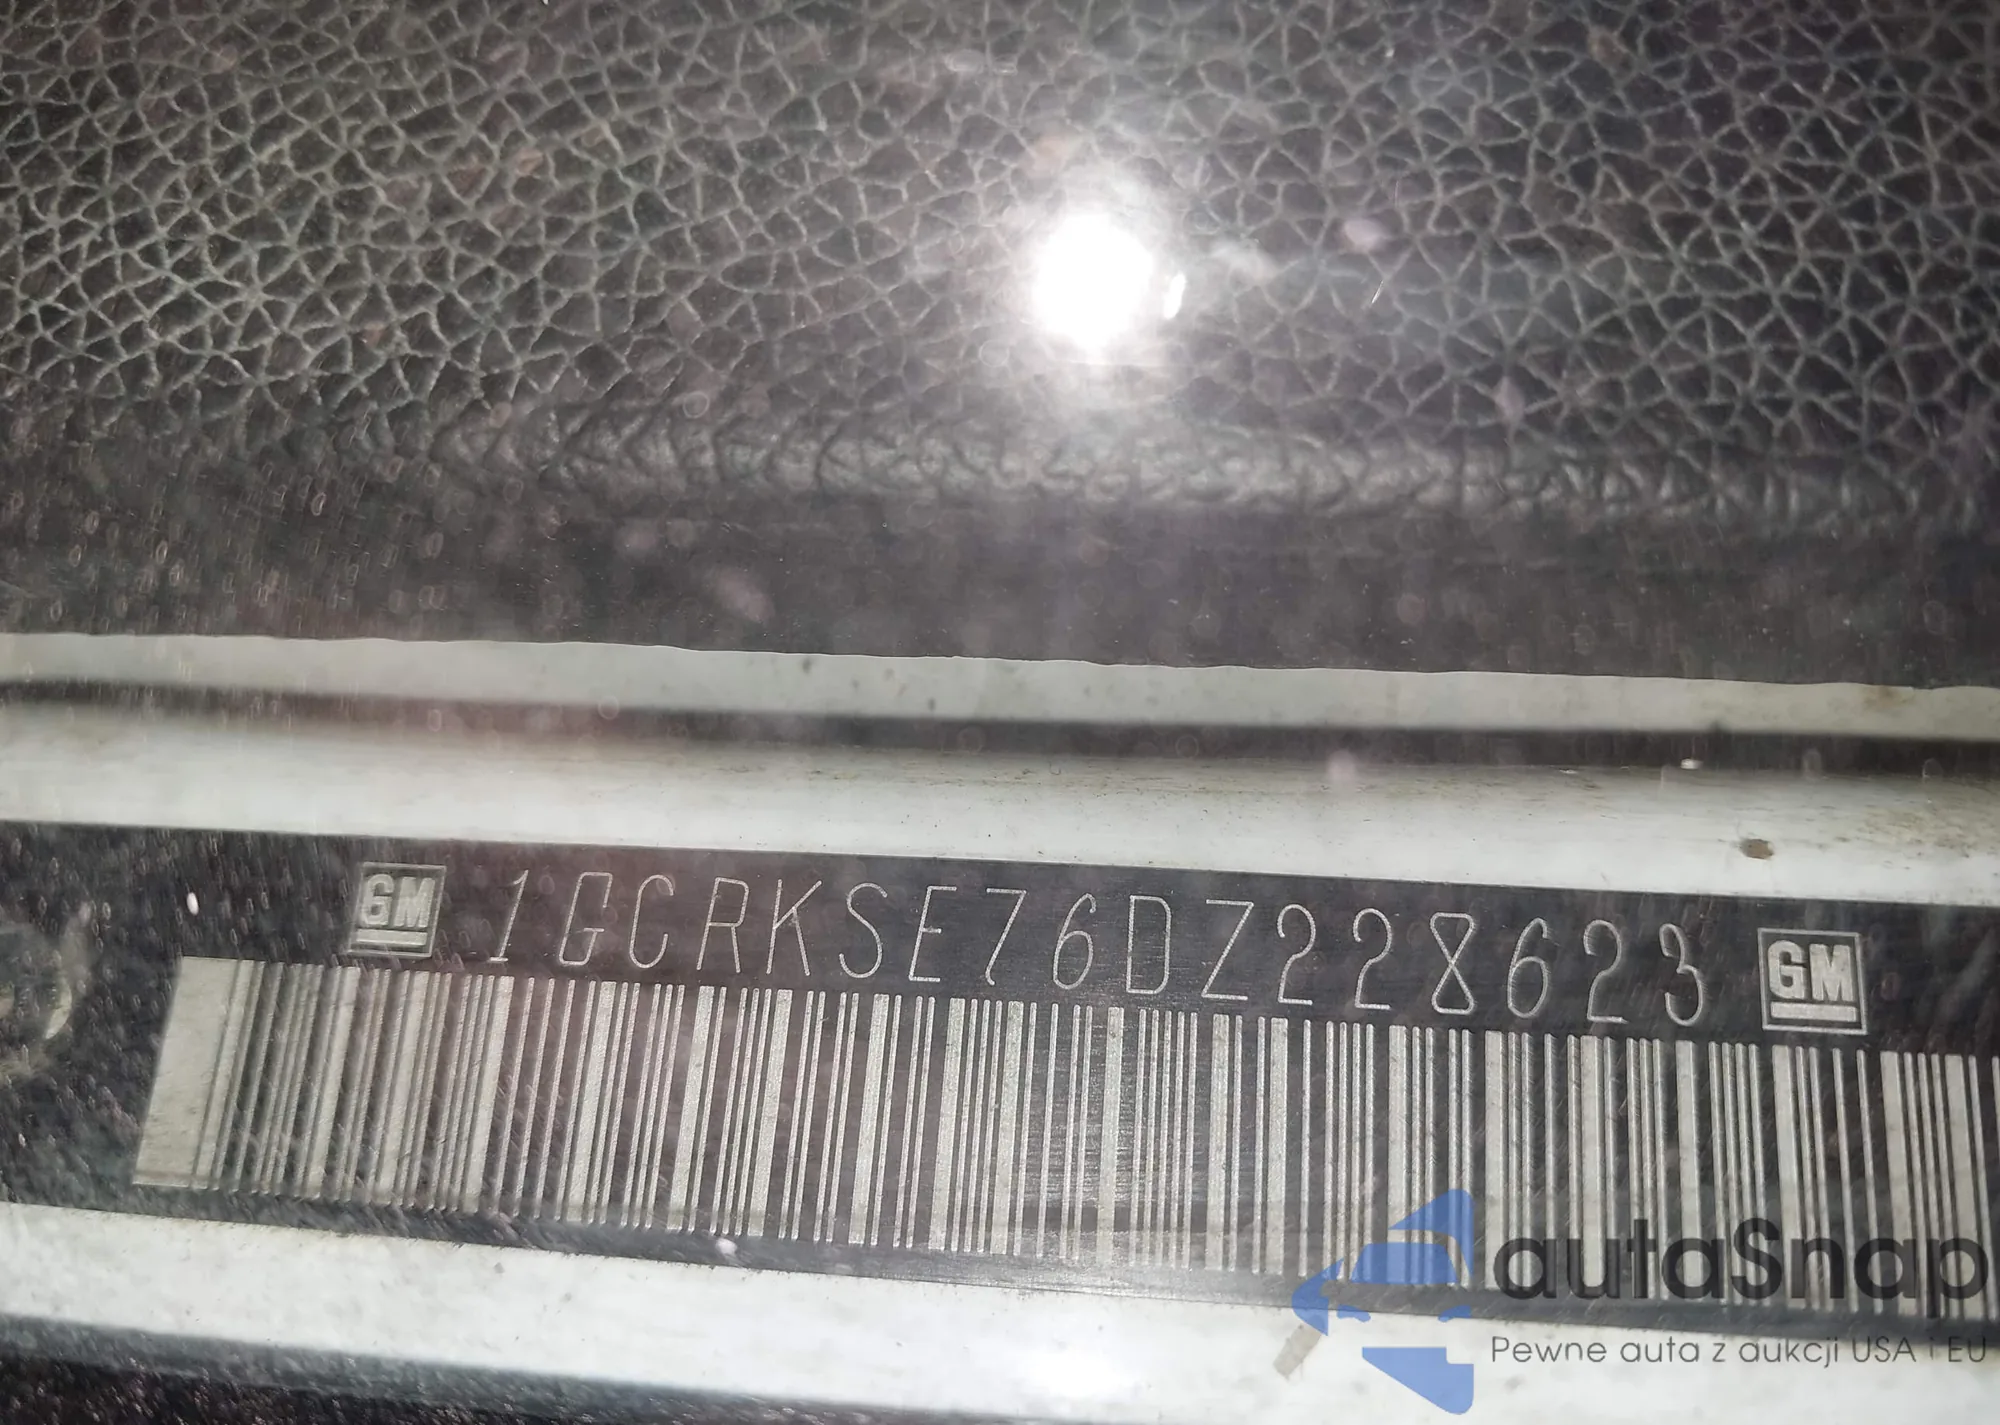 GM 1GCRKSE76DZ228623 GM
autaSnap
Pewne auta z aukcji USA i EU